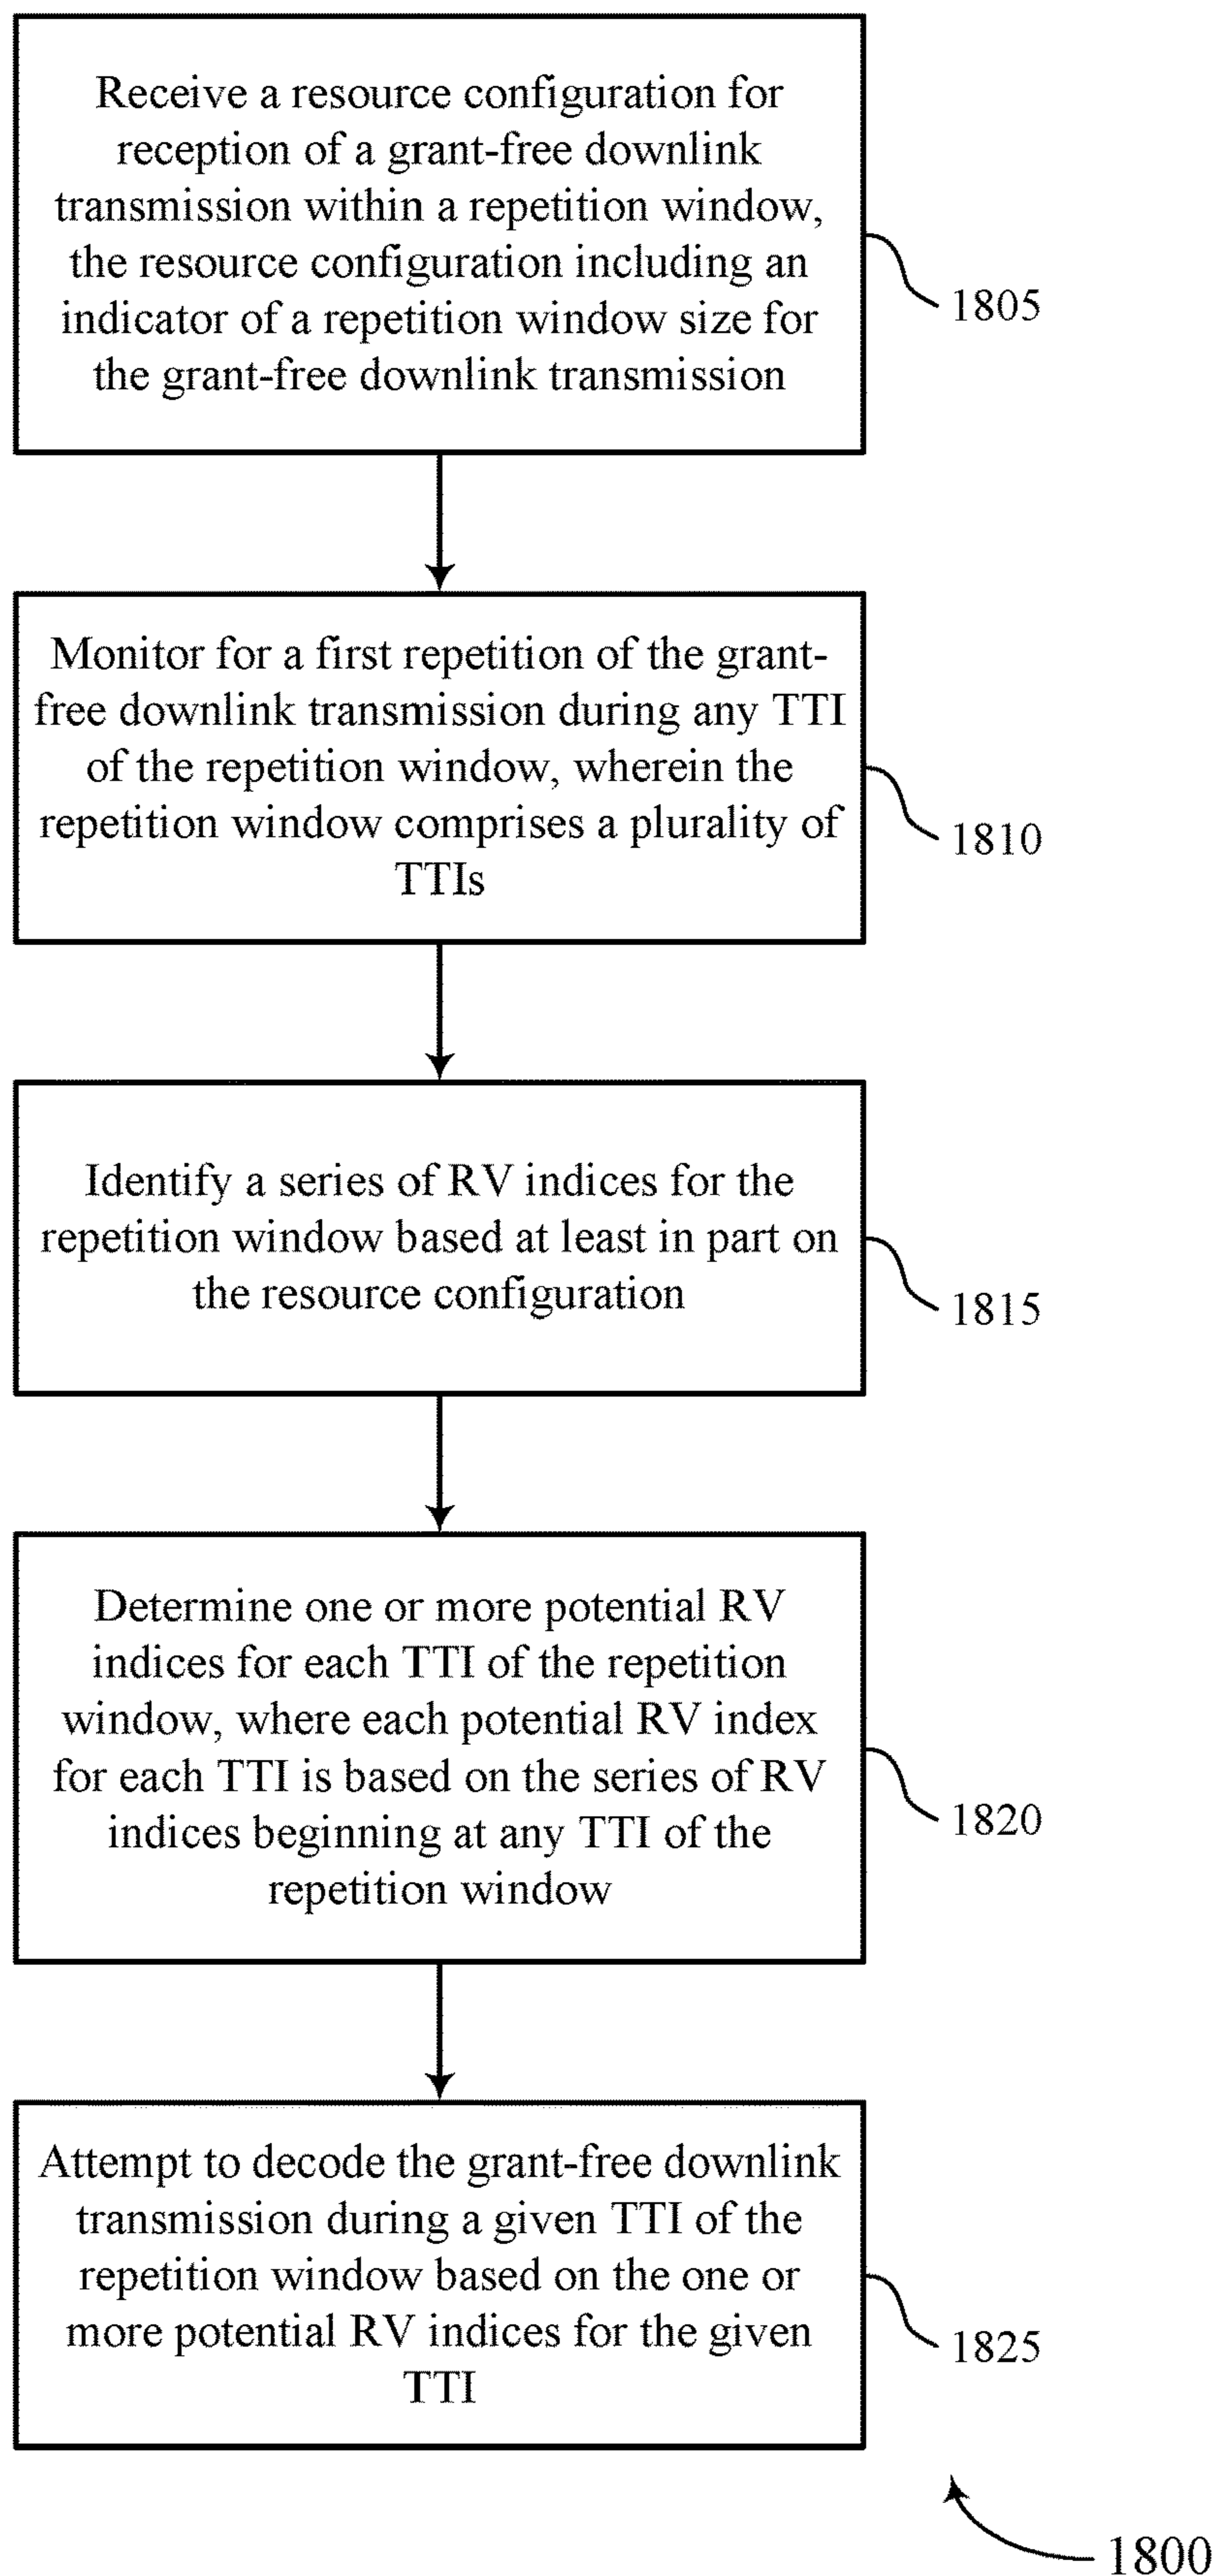 Receive a resource configuration for
reception of a grant-free downlink
transmission within a repetition window,
the resource configuration including an
indicator of a repetition window size for
the grant-free downlink transmission
1805
Monitor for a first repetition of the grant-
free downlink transmission during any TTI
of the repetition window, wherein the
repetition window comprises a plurality of
TTIs
1810
Identify a series of RV indices for the
repetition window based at least in part on
the resource configuration
1815
Determine one or more potential RV
indices for each TTI of the repetition
window, where each potential RV index
for each TTI is based on the series of RV
indices beginning at any TTI of the
repetition window
1820
Attempt to decode the grant-free downlink
transmission during a given TTI of the
repetition window based on the one or
more potential RV indices for the given
TTI
1825
1800